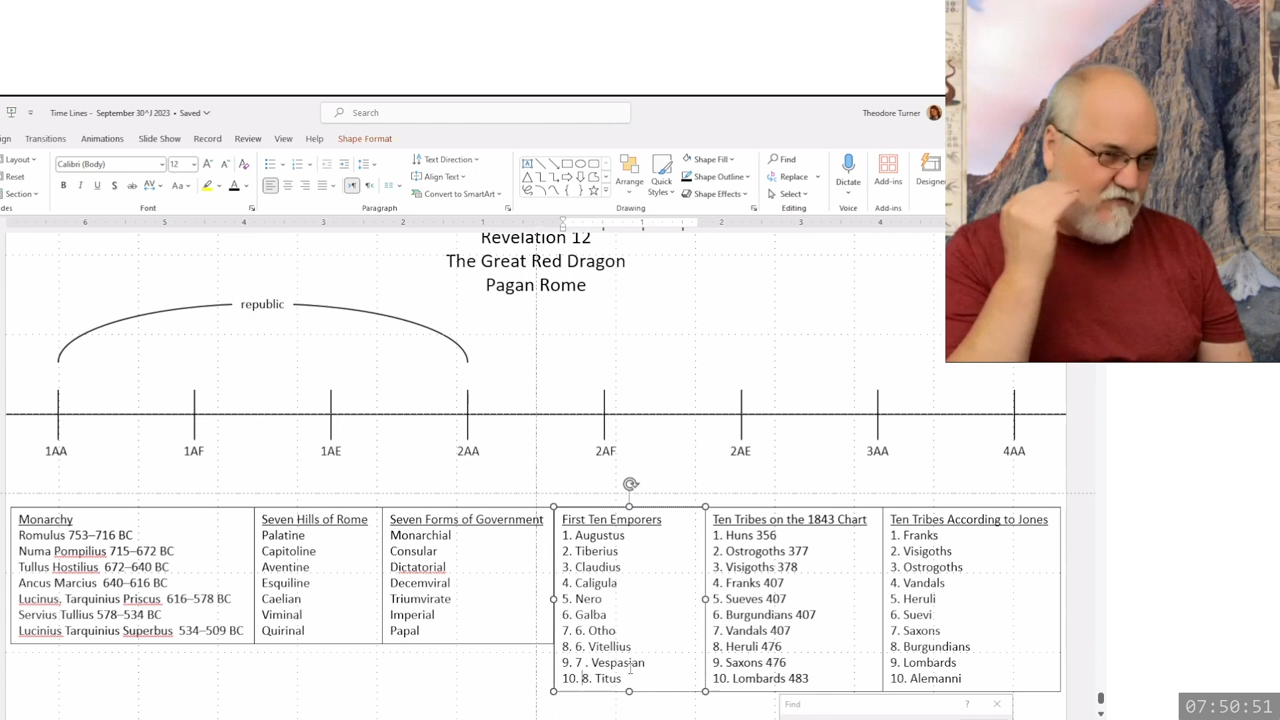 Time Lines - September 30^J 2023 • Saved
Search
Theodore Turner
Transitions
Animations
Slide Show
Record
Review
View
Help
Shape Format
Layout
Calibri (Body)
12
Text Direction
Shape Fill
Find
Reset
Align Text
Arrange
Quick Styles
Shape Outline
Replace
Dictate
Add-ins
Designer
Section
Convert to SmartArt
Shape Effects
Select
Font
Paragraph
Drawing
Editing
Voice
Add-ins
6 5 4 3 2 1 1 2 3 4
Revelation 12
The Great Red Dragon
Pagan Rome
republic
1AA 1AF 1AE 2AA 2AF 2AE 3AA 4AA
Monarchy
Romulus 753–716 BC
Numa Pompilius 715–672 BC
Tullus Hostilius 672–640 BC
Ancus Marcius 640–616 BC
Lucinus, Tarquinius Priscus 616–578 BC
Servius Tullius 578–534 BC
Lucinius Tarquinius Superbus 534–509 BC
Seven Hills of Rome
Palatine
Capitoline
Aventine
Esquiline
Caelian
Viminal
Quirinal
Seven Forms of Government
Monarchial
Consular
Dictatorial
Decemviral
Triumvirate
Imperial
Papal
First Ten Emporers
1. Augustus
2. Tiberius
3. Claudius
4. Caligula
5. Nero
6. Galba
7. 6. Otho
8. 6. Vitellius
9. 7 . Vespasian
10. 8. Titus
Ten Tribes on the 1843 Chart
1. Huns 356
2. Ostrogoths 377
3. Visigoths 378
4. Franks 407
5. Sueves 407
6. Burgundians 407
7. Vandals 407
8. Heruli 476
9. Saxons 476
10. Lombards 483
Ten Tribes According to Jones
1. Franks
2. Visigoths
3. Ostrogoths
4. Vandals
5. Heruli
6. Suevi
7. Saxons
8. Burgundians
9. Lombards
10. Alemanni
Find ?
07:50:51